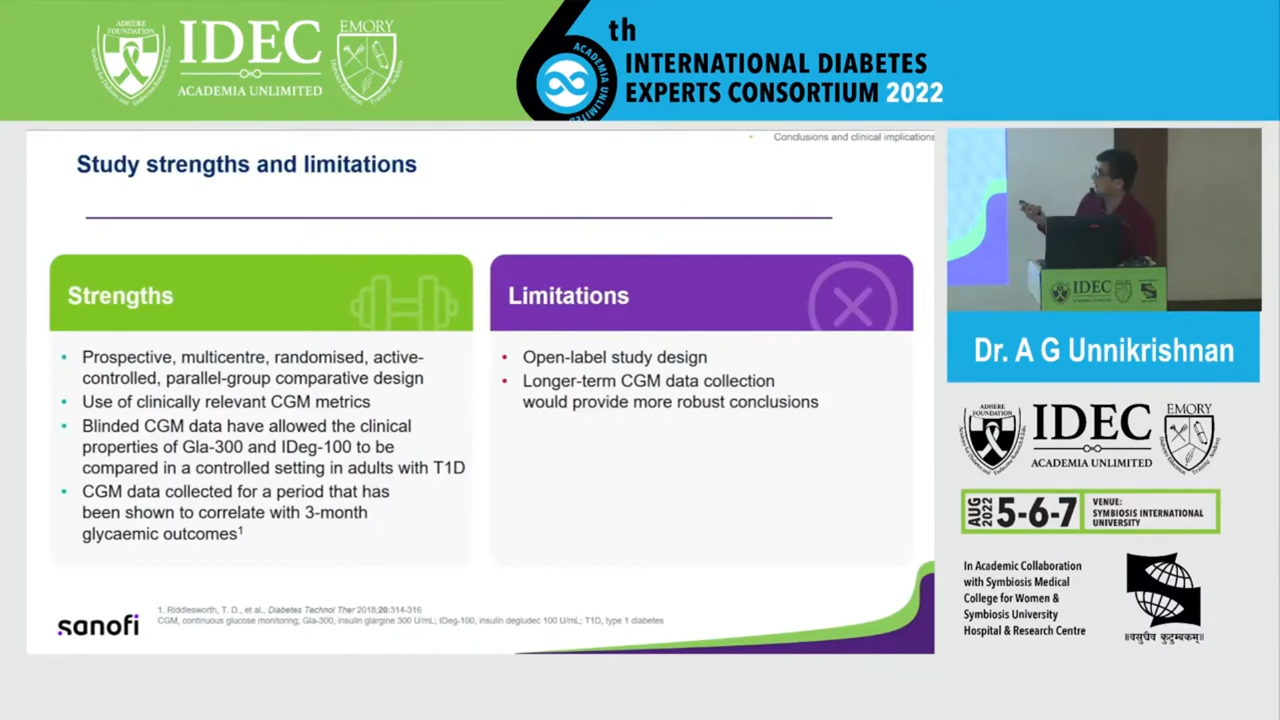 ADHERE
FOUNDATION
IDEC
ACADEMIA UNLIMITED
EMORY
6th
ACADEMIA UNLIMITED
INTERNATIONAL DIABETES
EXPERTS CONSORTIUM 2022
• Conclusions and clinical implications
Study strengths and limitations
Strengths
• Prospective, multicentre, randomised, active-
controlled, parallel-group comparative design
• Use of clinically relevant CGM metrics
• Blinded CGM data have allowed the clinical
properties of Gla-300 and IDeg-100 to be
compared in a controlled setting in adults with T1D
• CGM data collected for a period that has
been shown to correlate with 3-month
glycaemic outcomes¹
Limitations
• Open-label study design
• Longer-term CGM data collection
would provide more robust conclusions
sanofi
1. Riddlesworth, T. D., et al., Diabetes Technol Ther 2018;20:314-316
CGM, continuous glucose monitoring; Gla-300, insulin glargine 300 U/mL; IDeg-100, insulin degludec 100 U/mL; T1D, type 1 diabetes
IDEC
Dr. A G Unnikrishnan
ADHERE
FOUNDATION
IDEC
ACADEMIA UNLIMITED
EMORY
AUG
2022
5-6-7
VENUE:
SYMBIOSIS INTERNATIONAL
UNIVERSITY
In Academic Collaboration
with Symbiosis Medical
College for Women &
Symbiosis University
Hospital & Research Centre
॥वसुधैव कुटुम्बकम्॥